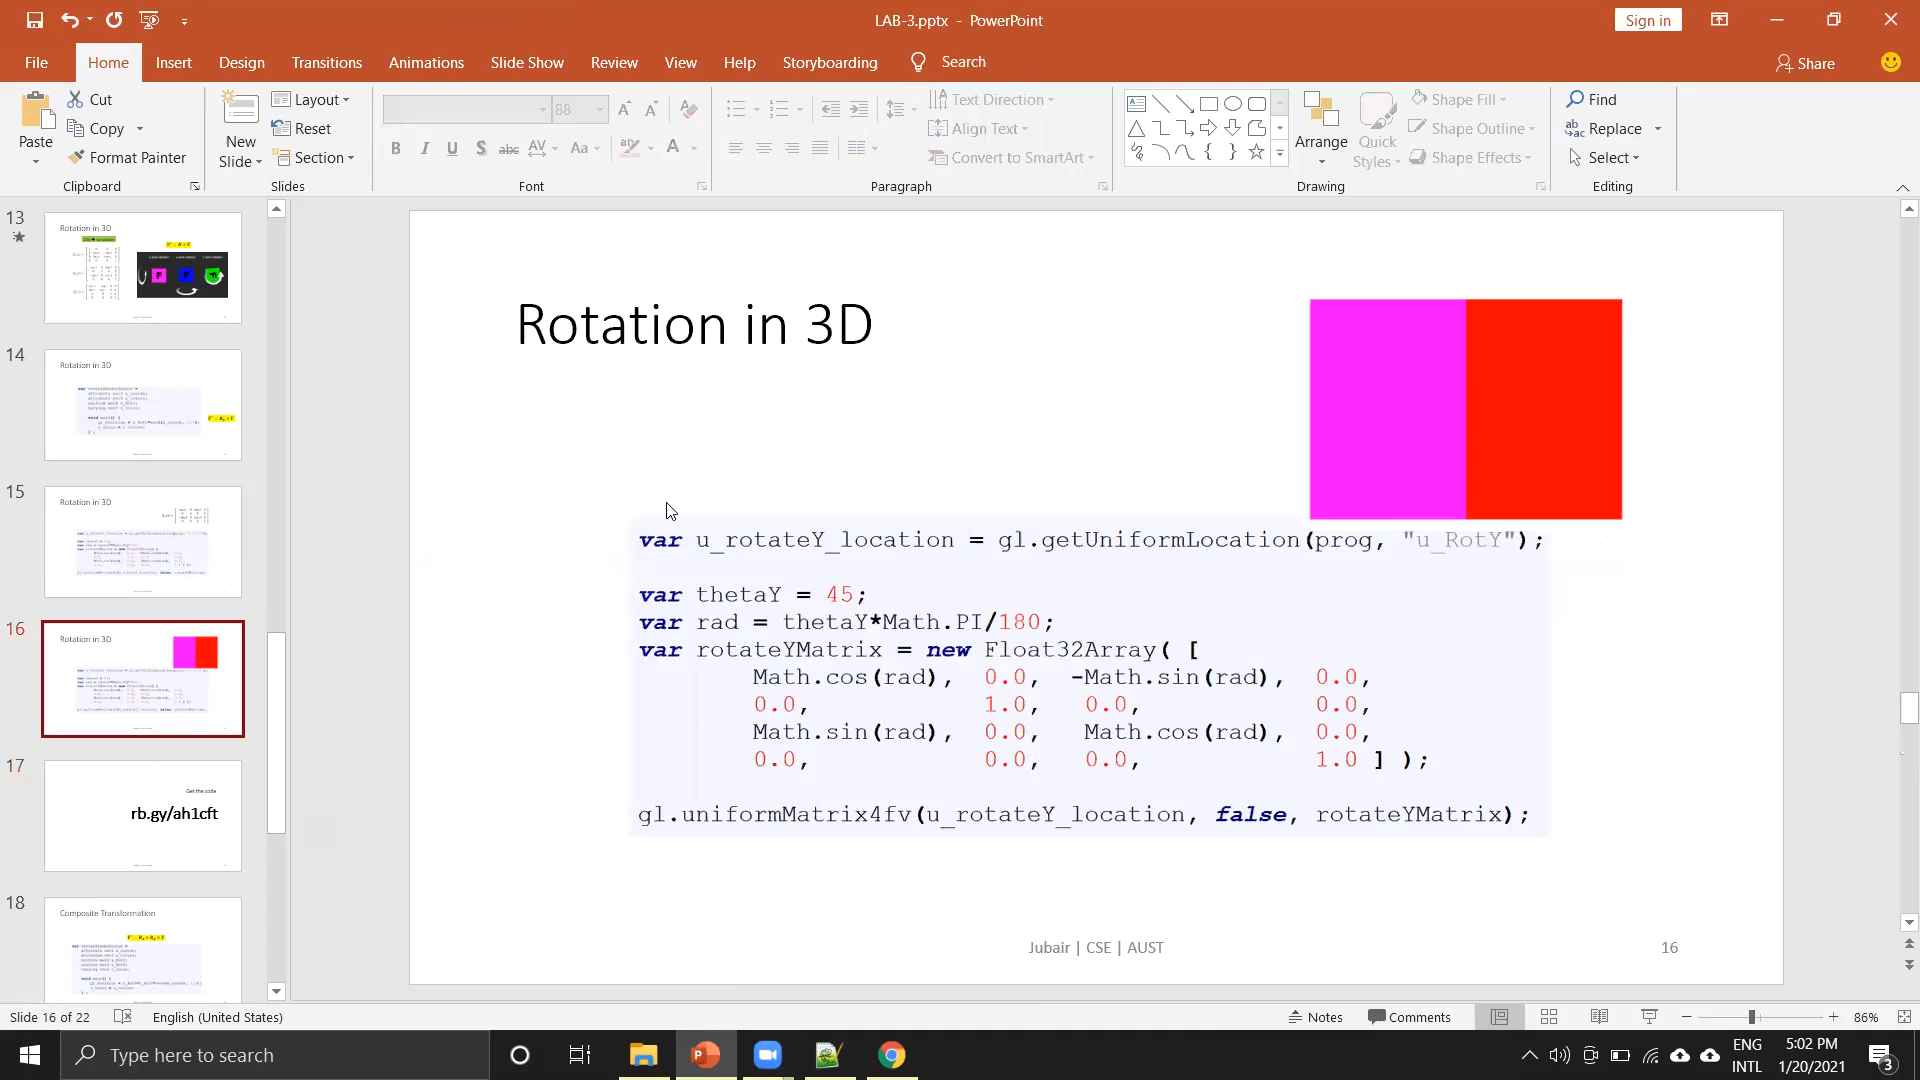 LAB-3.pptx - PowerPoint
Sign in
File Home Insert Design Transitions Animations Slide Show Review View Help Storyboarding Search Share
Paste
Cut
Copy
Format Painter
Clipboard
New Slide
Layout
Reset
Section
Slides
88
B I U S abc AV Aa A
Font
Text Direction
Align Text
Convert to SmartArt
Paragraph
Arrange
Quick Styles
Shape Fill
Shape Outline
Shape Effects
Drawing
Find
Replace
Select
Editing
13
Rotation in 3D
14
Rotation in 3D
15
Rotation in 3D
16
Rotation in 3D
17
Get the code
rb.gy/ah1cft
18
Composite Transformation
Rotation in 3D
var u_rotateY_location = gl.getUniformLocation(prog, "u_RotY");
var thetaY = 45;
var rad = thetaY*Math.PI/180;
var rotateYMatrix = new Float32Array( [
Math.cos(rad), 0.0, -Math.sin(rad), 0.0,
0.0, 1.0, 0.0, 0.0,
Math.sin(rad), 0.0, Math.cos(rad), 0.0,
0.0, 0.0, 0.0, 1.0 ] );
gl.uniformMatrix4fv(u_rotateY_location, false, rotateYMatrix);
Jubair | CSE | AUST
16
Slide 16 of 22 English (United States)
Notes Comments 86%
Type here to search
ENG
INTL
5:02 PM
1/20/2021
3